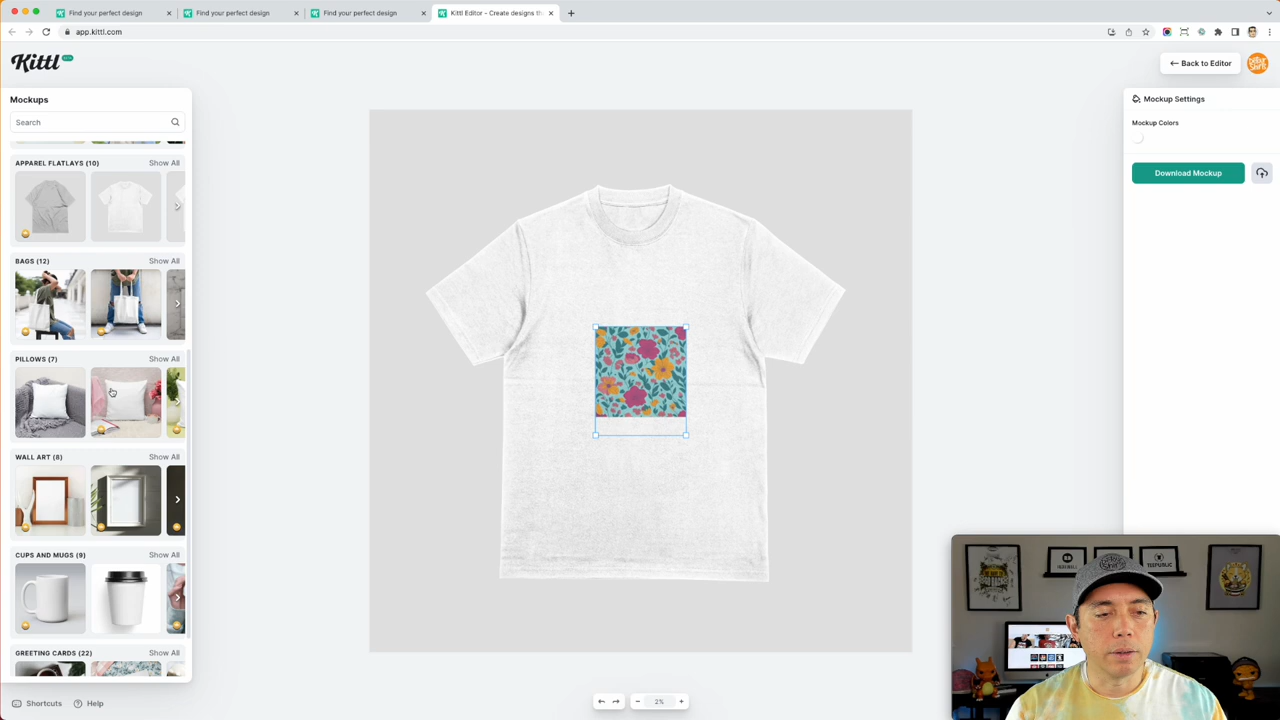 Find your perfect design
Find your perfect design
Find your perfect design
Kittl Editor - Create designs th
app.kittl.com
Kittl
← Back to Editor
Mockups
Search
APPAREL FLATLAYS (10)
Show All
BAGS (12)
Show All
PILLOWS (7)
Show All
WALL ART (8)
Show All
CUPS AND MUGS (9)
Show All
GREETING CARDS (22)
Show All
Shortcuts
Help
2%
Mockup Settings
Mockup Colors
Download Mockup
TEEPUBLIC